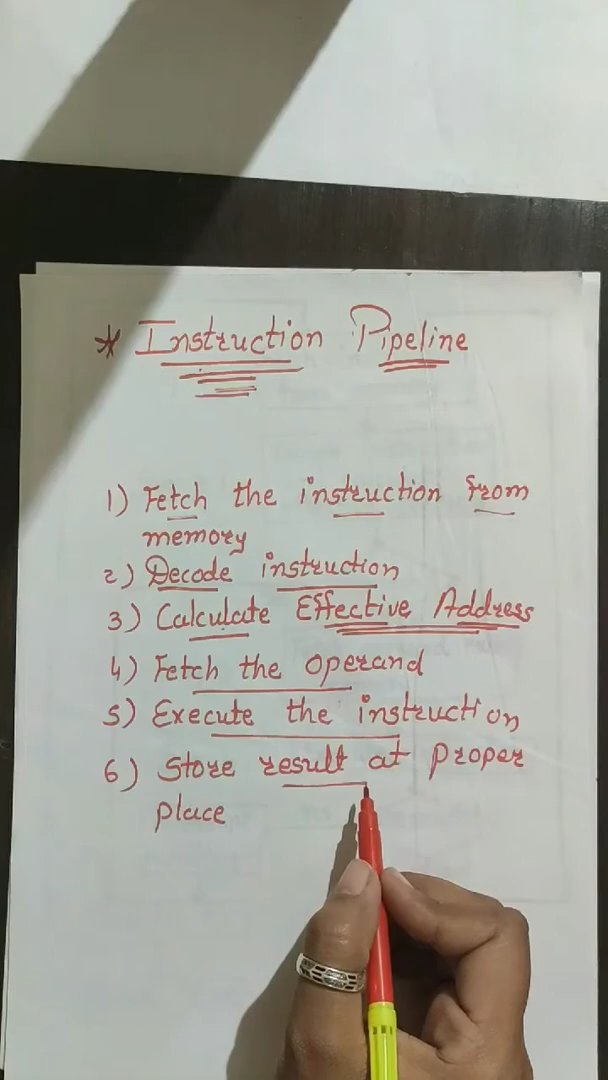 * Instruction Pipeline
1) Fetch the instruction from
memory
2) Decode instruction
3) Calculate Effective Address
4) Fetch the operand
5) Execute the instruction
6) Store result at proper
place